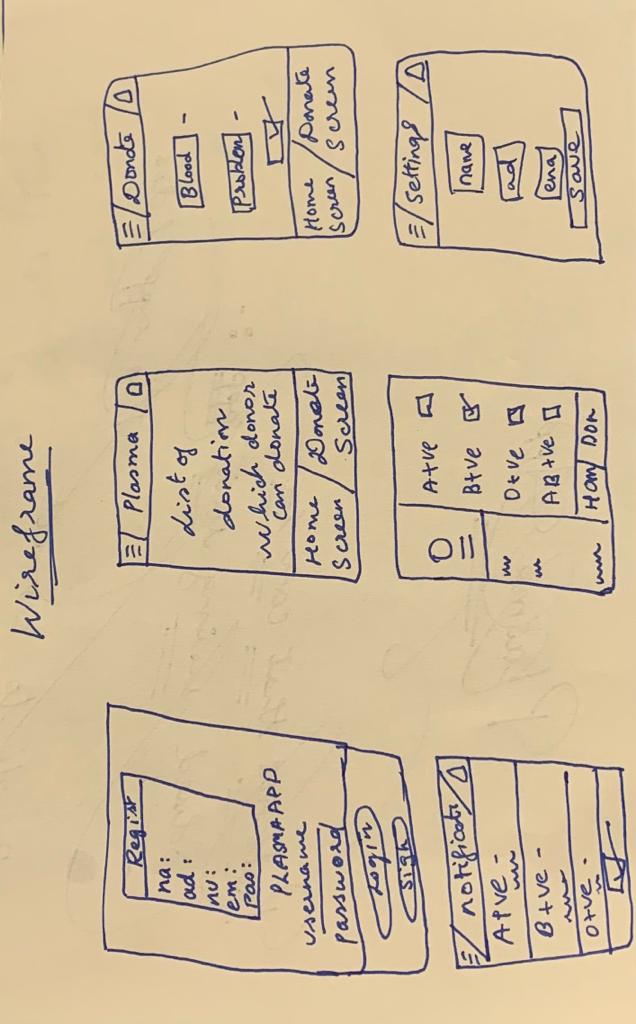 Wireframe
Regist
na:
ad:
nu:
em:
Pas:
PLASMA APP
username
password
Login
Sign
Plasma
List of
donation
which donor
can donate
Home
Screen
Donate
Screen
Donate
Blood -
Problem -
Home
Screen
Donate
Screen
notificate
A+ve -
B+ve -
O+ve -
A+ve
B+ve
O+ve
AB+ve
Hom
Don
Settings
name
ad
ema
Save